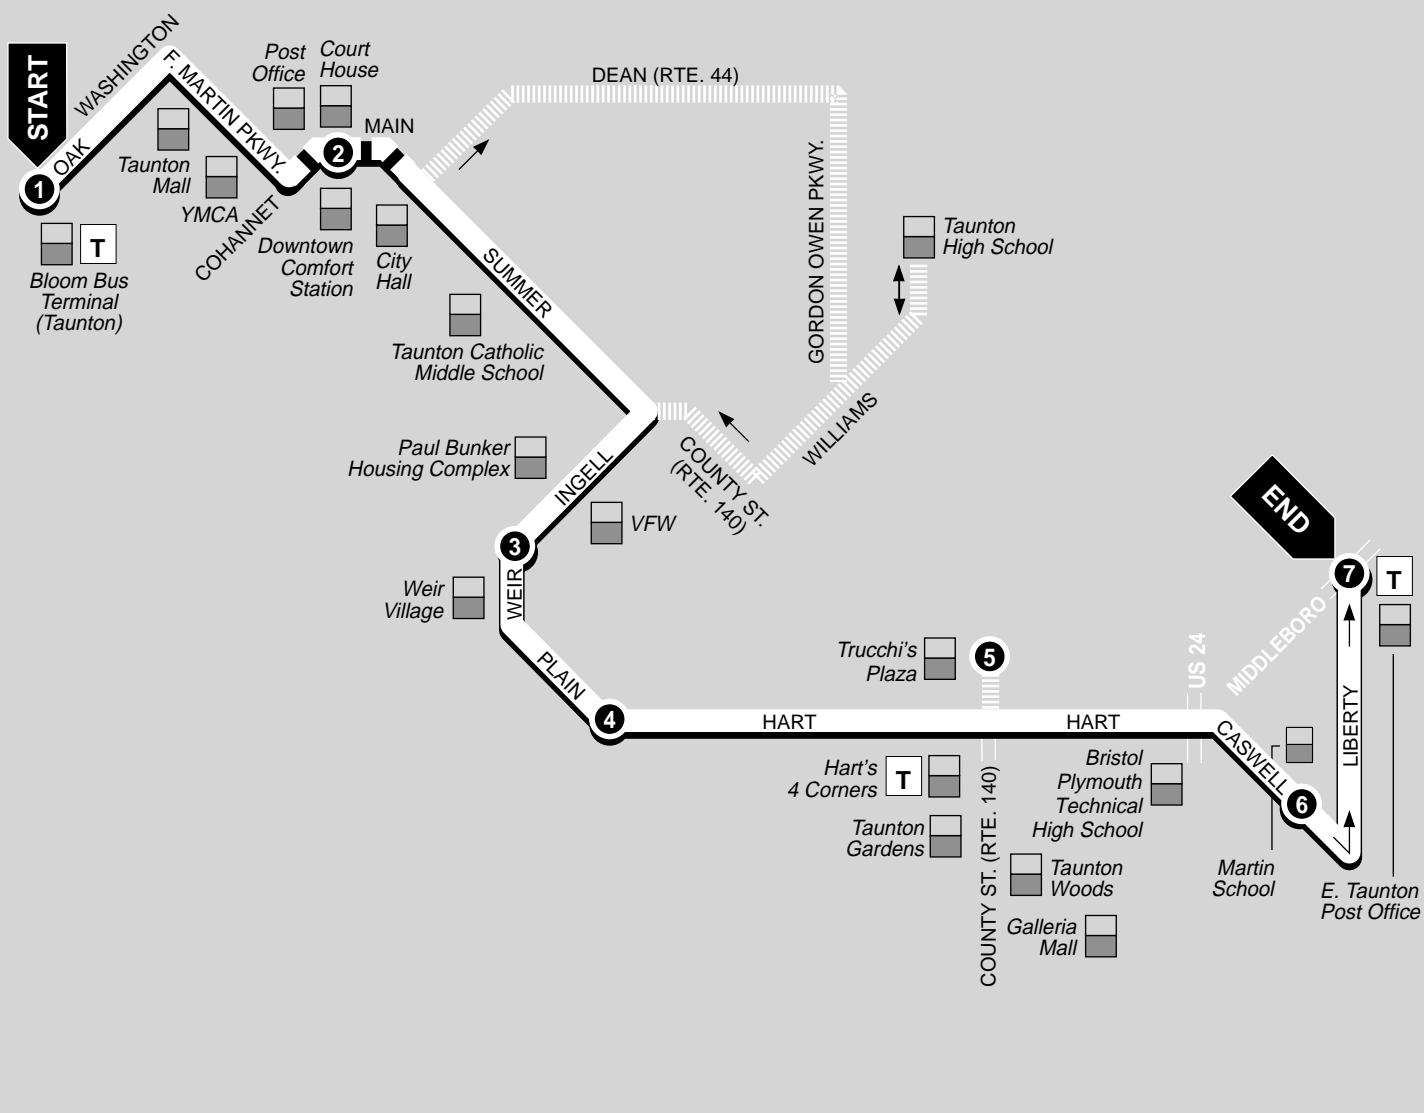 START
WASHINGTON
OAK
F. MARTIN PKWY.
Post
Office
Court
House
MAIN
DEAN (RTE. 44)
1
2
Taunton
Mall
YMCA
COHANNET
T
Bloom Bus
Terminal
(Taunton)
Downtown
Comfort
Station
City
Hall
SUMMER
GORDON OWEN PKWY.
Taunton
High School
Taunton Catholic
Middle School
WILLIAMS
COUNTY ST.
(RTE. 140)
Paul Bunker
Housing Complex
INGELL
VFW
3
WEIR
Weir
Village
PLAIN
4
Trucchi's
Plaza
5
HART
HART
US 24
MIDDLEBORO
END
7
T
Hart's
4 Corners
T
Taunton
Gardens
COUNTY ST. (RTE. 140)
Bristol
Plymouth
Technical
High School
Taunton
Woods
Galleria
Mall
CASWELL
6
LIBERTY
Martin
School
E. Taunton
Post Office